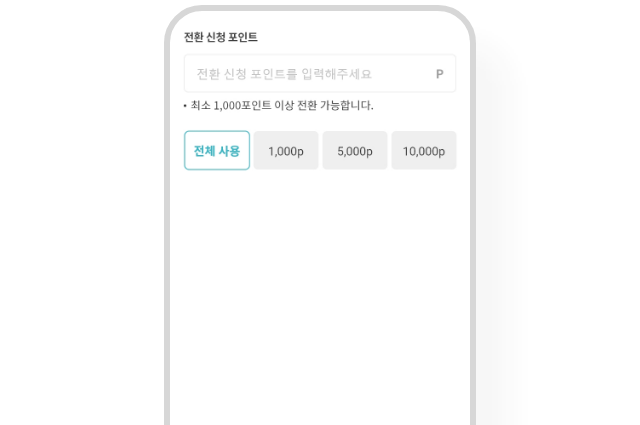 전환 신청 포인트
전환 신청 포인트를 입력해주세요 P
• 최소 1,000포인트 이상 전환 가능합니다.
전체 사용 1,000p 5,000p 10,000p